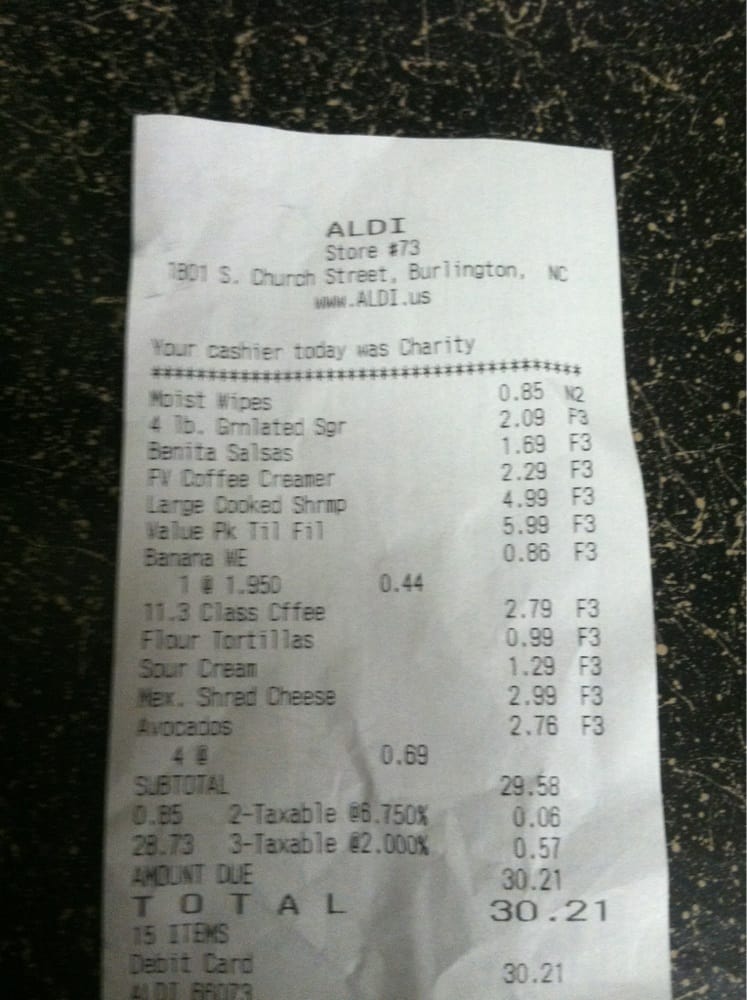 ALDI
Store #73
1801 S. Church Street, Burlington, NC
www.ALDI.us
Your cashier today was Charity
*****************************************
Moist Wipes 0.85 N2
4 lb. Grnlated Sgr 2.09 F3
Benita Salsas 1.69 F3
FV Coffee Creamer 2.29 F3
Large Cooked Shrmp 4.99 F3
Value Pk Til Fil 5.99 F3
Banana WE 0.86 F3
1 @ 1.950 0.44
11.3 Class Cffee 2.79 F3
Flour Tortillas 0.99 F3
Sour Cream 1.29 F3
Mex. Shred Cheese 2.99 F3
Avocados 2.76 F3
4 @ 0.69
SUBTOTAL 29.58
0.85 2-Taxable @6.750% 0.06
28.73 3-Taxable @2.000% 0.57
AMOUNT DUE 30.21
T O T A L 30.21
15 ITEMS
Debit Card 30.21
ALDI 66073